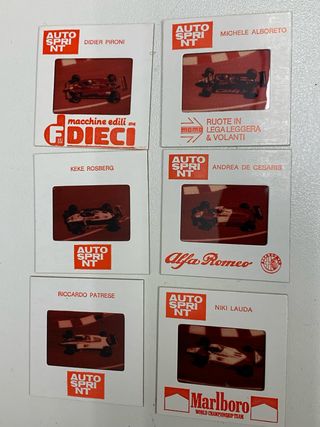 AUTO
SPRI
NT
DIDIER PIRONI
macchine edili
DIECI
AUTO
SPRI
NT
MICHELE ALBORETO
momo
RUOTE IN
LEGALEGGERA
& VOLANTI
KEKE ROSBERG
AUTO
SPRI
NT
AUTO
SPRI
NT
ANDREA DE CESARIS
Alfa Romeo
RICCARDO PATRESE
AUTO
SPRI
NT
AUTO
SPRI
NT
NIKI LAUDA
Marlboro
WORLD CHAMPIONSHIP TEAM